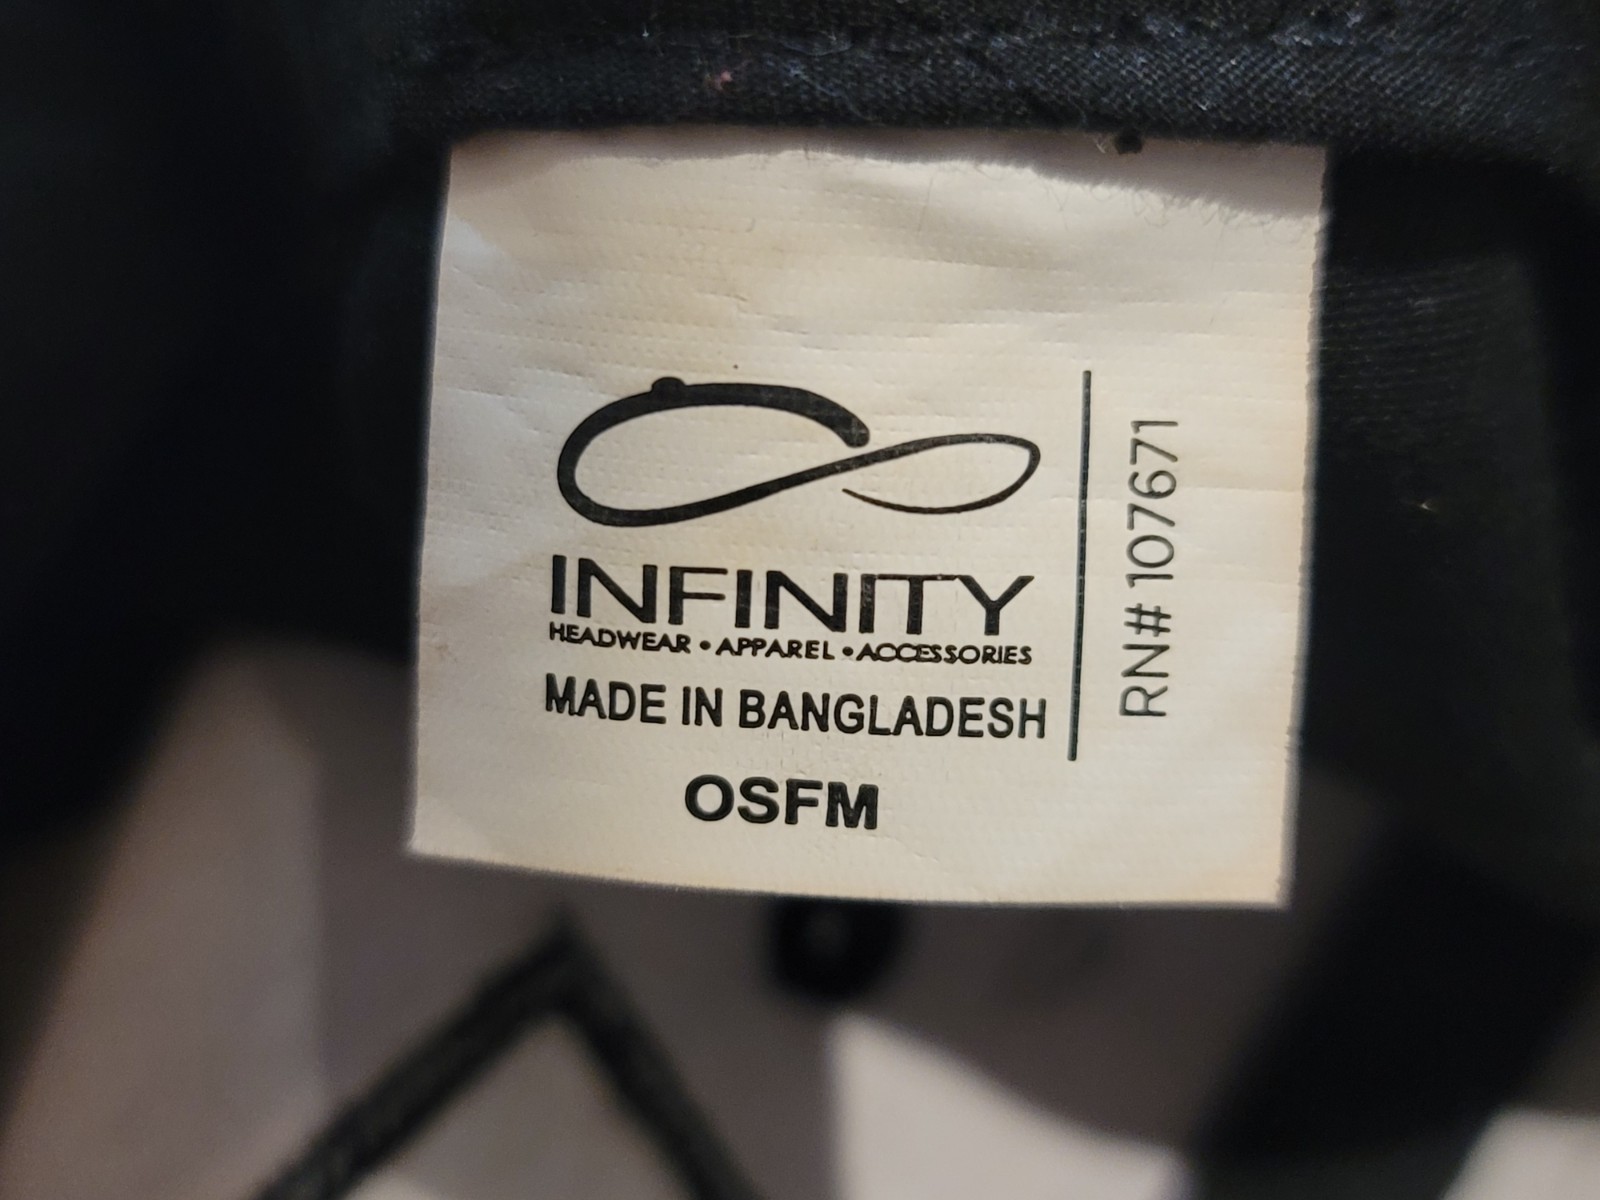 INFINITY
HEADWEAR • APPAREL • ACCESSORIES
MADE IN BANGLADESH
OSFM
RN# 107671